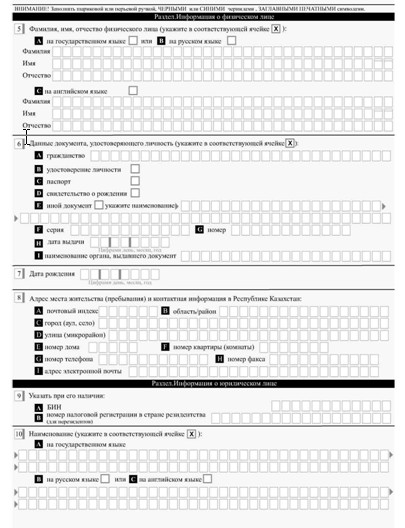 ВНИМАНИЕ! Заполнять шариковой или перьевой ручкой, ЧЕРНЫМИ или СИНИМИ чернилами, ЗАГЛАВНЫМИ ПЕЧАТНЫМИ символами.
Раздел.Информация о физическом лице
5 Фамилия, имя, отчество физического лица (укажите в соответствующей ячейке X):
A на государственном языке или B на русском языке
Фамилия
Имя
Отчество
C на английском языке
Фамилия
Имя
Отчество
6 Данные документа, удостоверяющего личность (укажите в соответствующей ячейке X):
A гражданство
B удостоверение личности
C паспорт
D свидетельство о рождении
E иной документ укажите наименование
F серия G номер
H дата выдачи
Цифрами день, месяц, год
I наименование органа, выдавшего документ
7 Дата рождения
Цифрами день, месяц, год
8 Адрес места жительства (пребывания) и контактная информация в Республике Казахстан:
A почтовый индекс B область/район
C город (аул, село)
D улица (микрорайон)
E номер дома F номер квартиры (комнаты)
G номер телефона H номер факса
I адрес электронной почты
Раздел.Информация о юридическом лице
9 Указать при его наличии:
A БИН
B номер налоговой регистрации в стране резидентства
(для нерезидентов)
10 Наименование (укажите в соответствующей ячейке X):
A на государственном языке
B на русском языке или C на английском языке